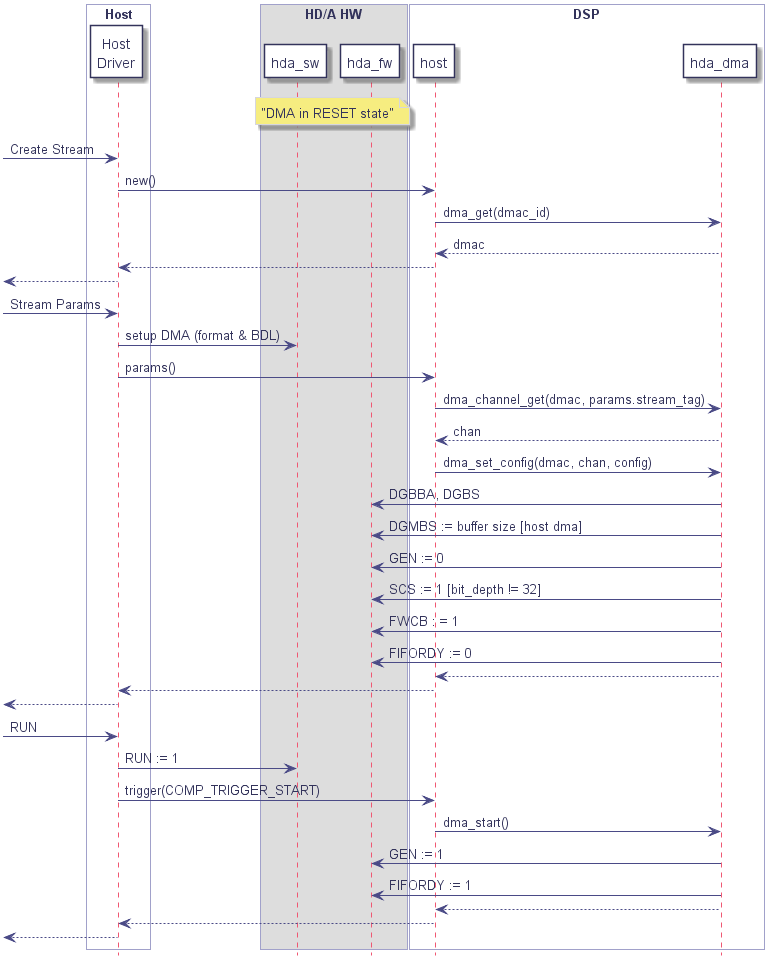 Host
HD/A HW
DSP
Host
Driver
hda_sw
hda_fw
host
hda_dma
"DMA in RESET state"
Create Stream
new()
dma_get(dmac_id)
dmac
Stream Params
setup DMA (format & BDL)
params()
dma_channel_get(dmac, params.stream_tag)
chan
dma_set_config(dmac, chan, config)
DGBBA, DGBS
DGMBS := buffer size [host dma]
GEN := 0
SCS := 1 [bit_depth != 32]
FWCB := 1
FIFORDY := 0
RUN
RUN := 1
trigger(COMP_TRIGGER_START)
dma_start()
GEN := 1
FIFORDY := 1